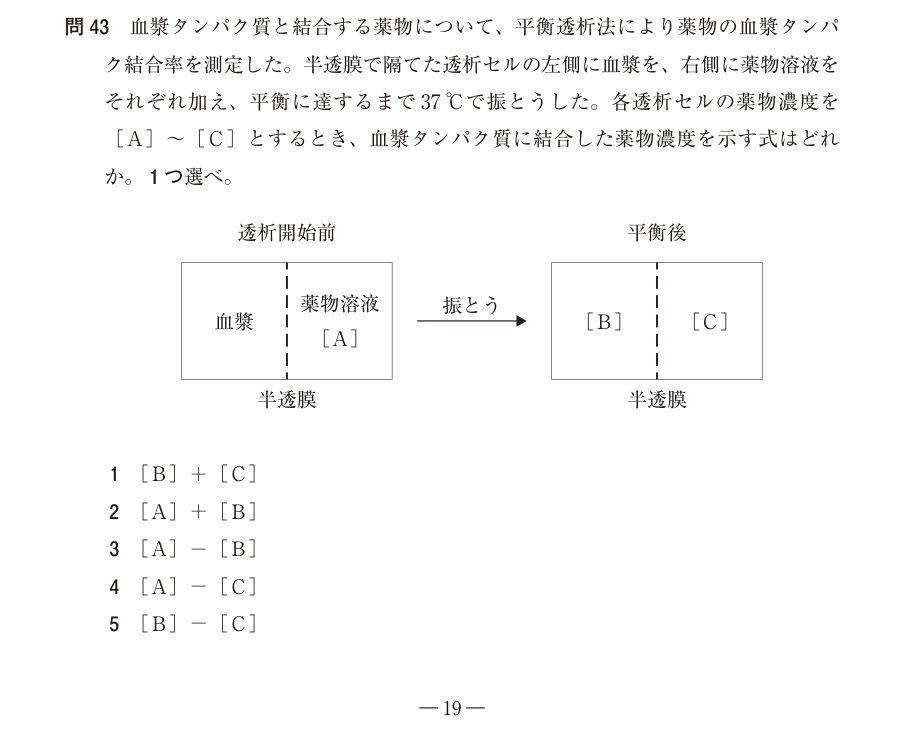 問 43 血漿タンパク質と結合する薬物について、平衡透析法により薬物の血漿タンパ
ク結合率を測定した。半透膜で隔てた透析セルの左側に血漿を、右側に薬物溶液を
それぞれ加え、平衡に達するまで 37 ℃で振とうした。各透析セルの薬物濃度を
［A］～［C］とするとき、血漿タンパク質に結合した薬物濃度を示す式はどれ
か。1つ選べ。
透析開始前
平衡後
血漿
薬物溶液
［A］
振とう
［B］
［C］
半透膜
半透膜
1 ［B］＋［C］
2 ［A］＋［B］
3 ［A］－［B］
4 ［A］－［C］
5 ［B］－［C］
— 19 —